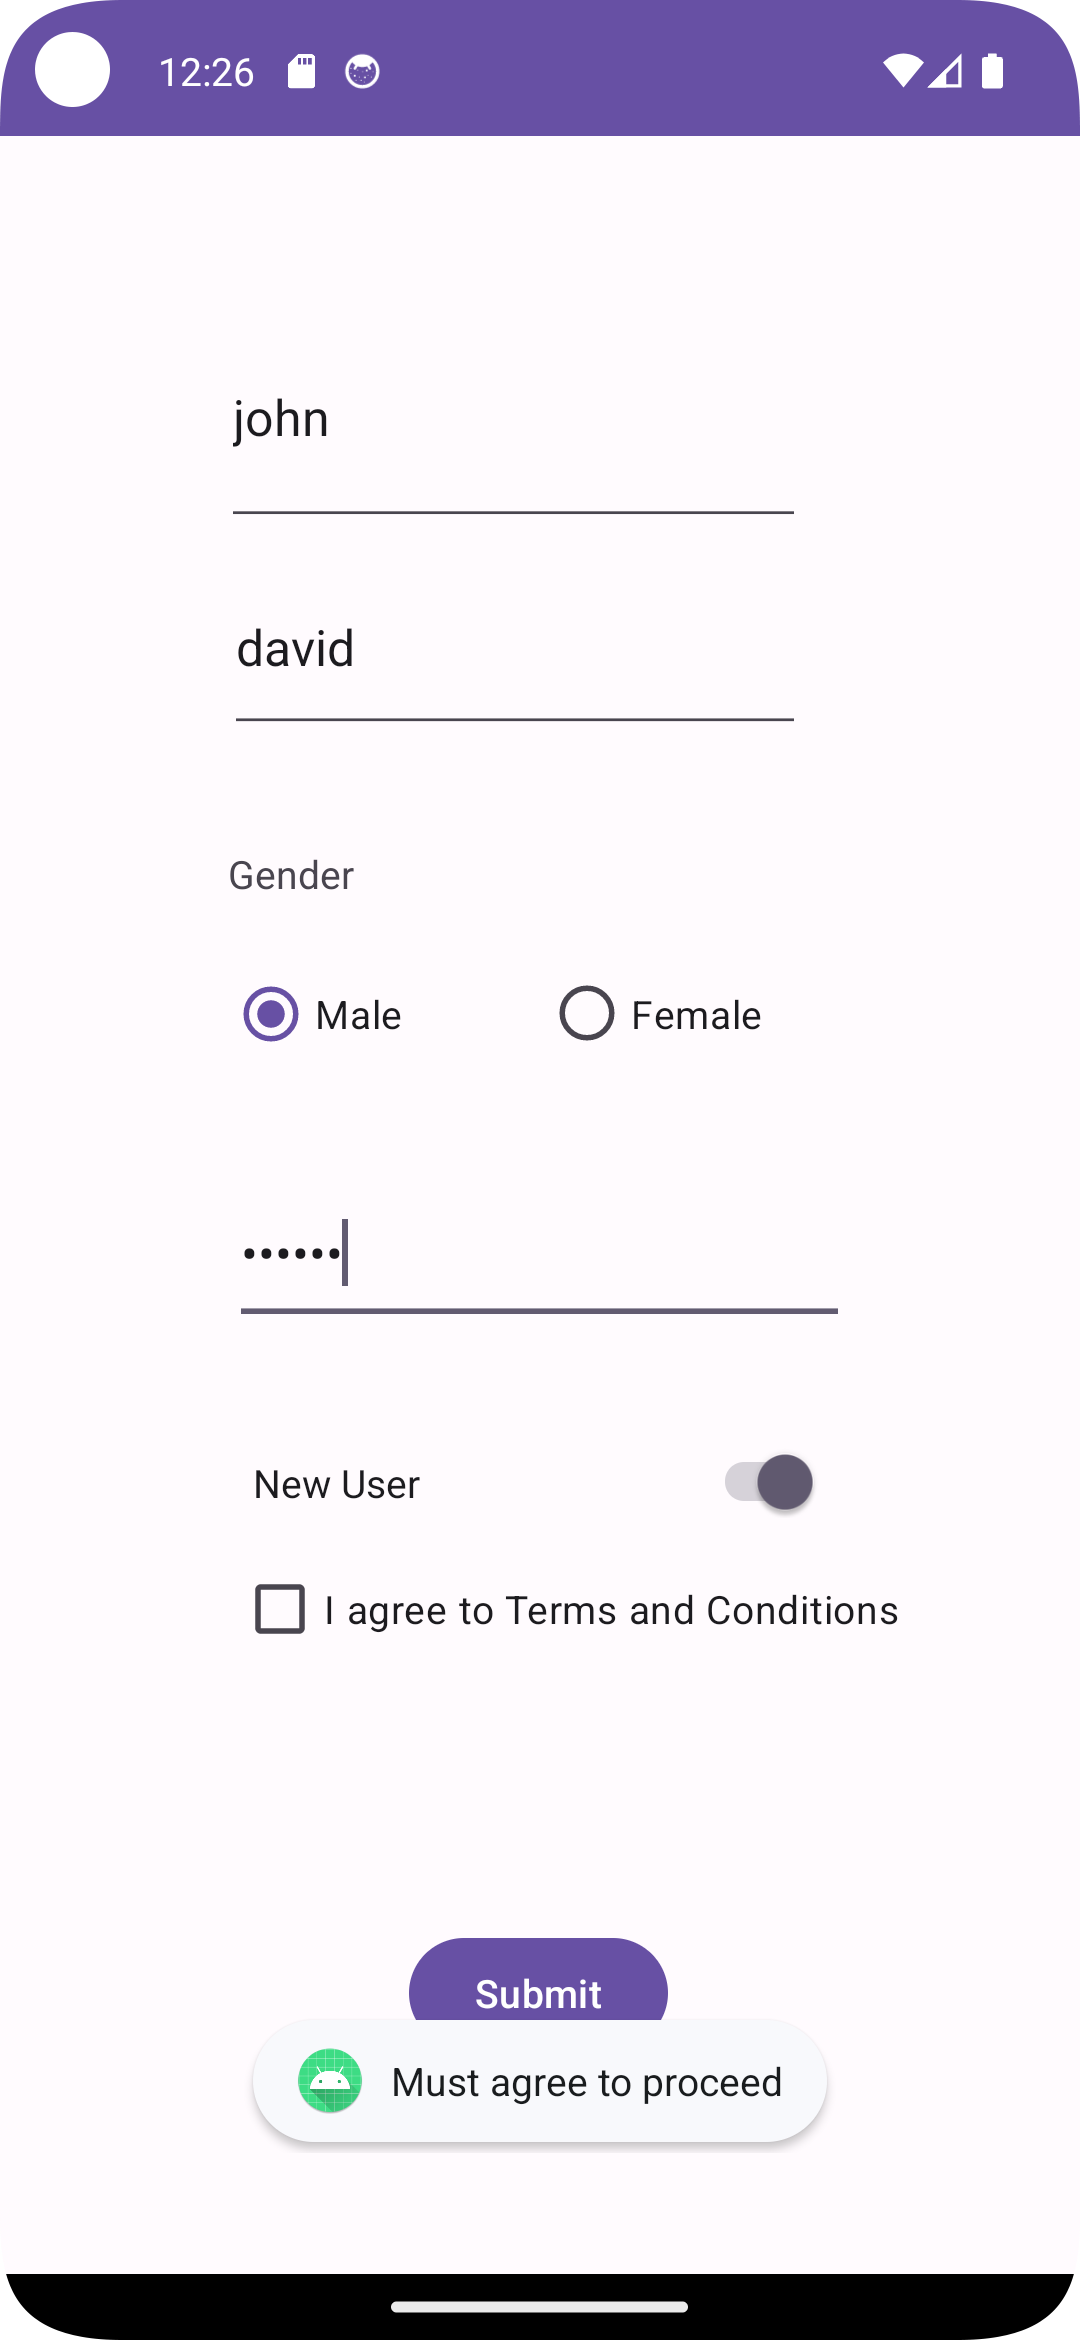 12:26
john
david
Gender
Male Female
••••••
New User
I agree to Terms and Conditions
Submit
Must agree to proceed